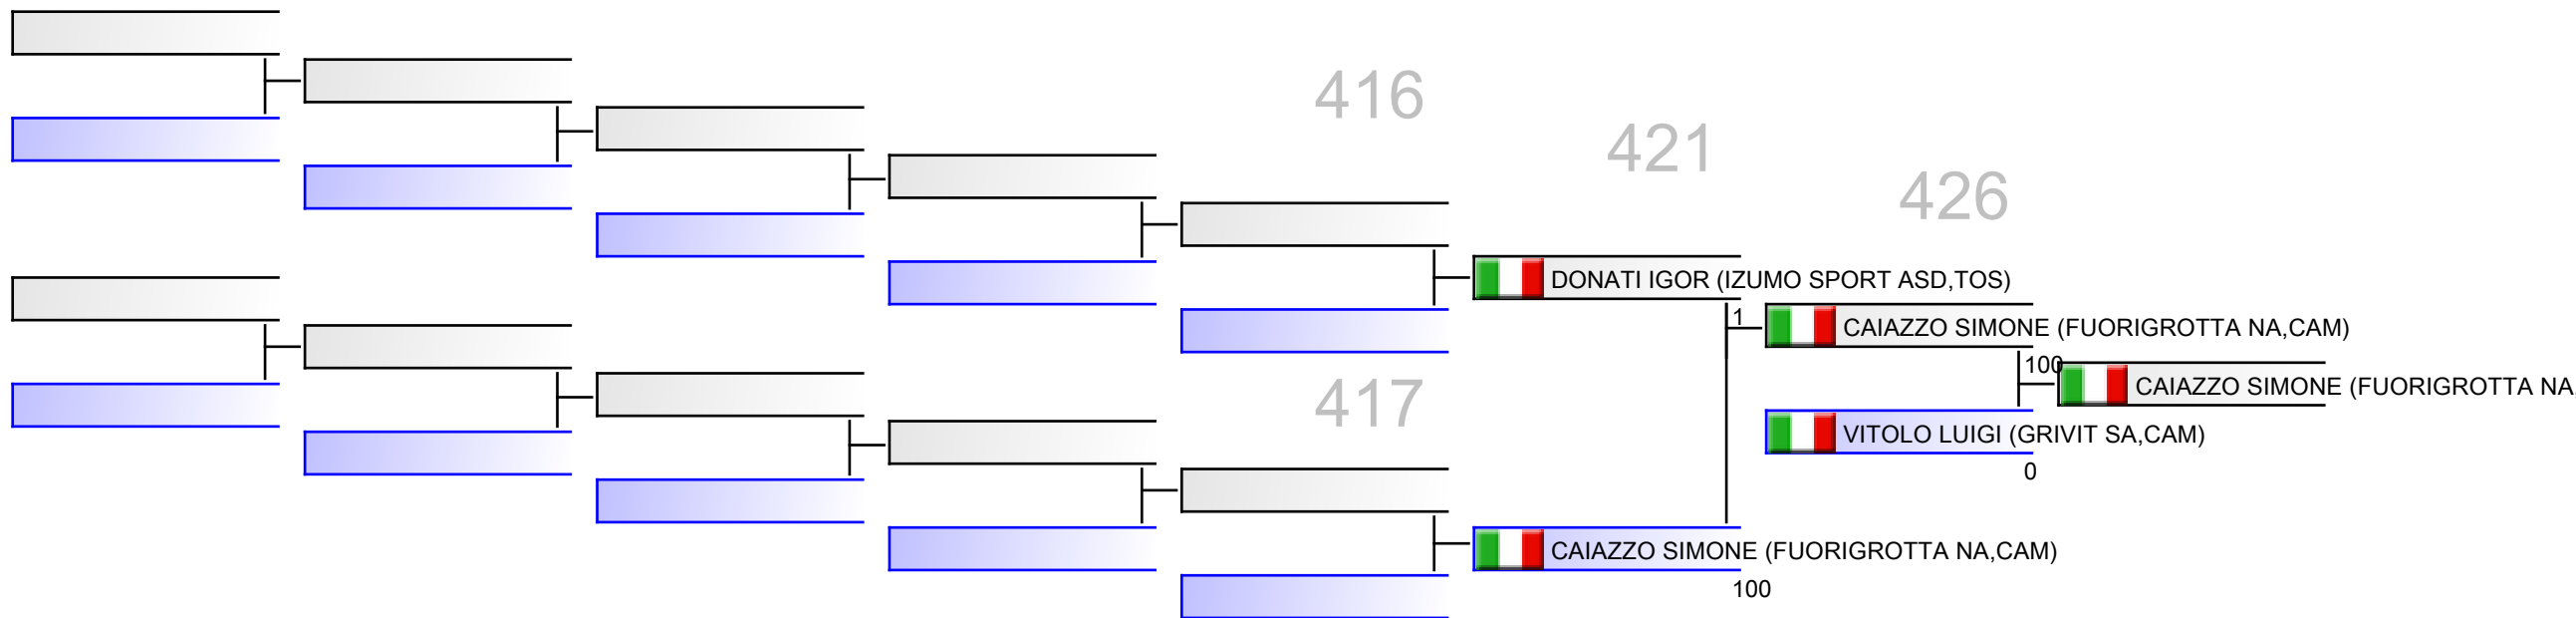 416
421
426
DONATI IGOR (IZUMO SPORT ASD,TOS)
1
CAIAZZO SIMONE (FUORIGROTTA NA,CAM)
100
CAIAZZO SIMONE (FUORIGROTTA NA,
417
VITOLO LUIGI (GRIVIT SA,CAM)
0
CAIAZZO SIMONE (FUORIGROTTA NA,CAM)
100